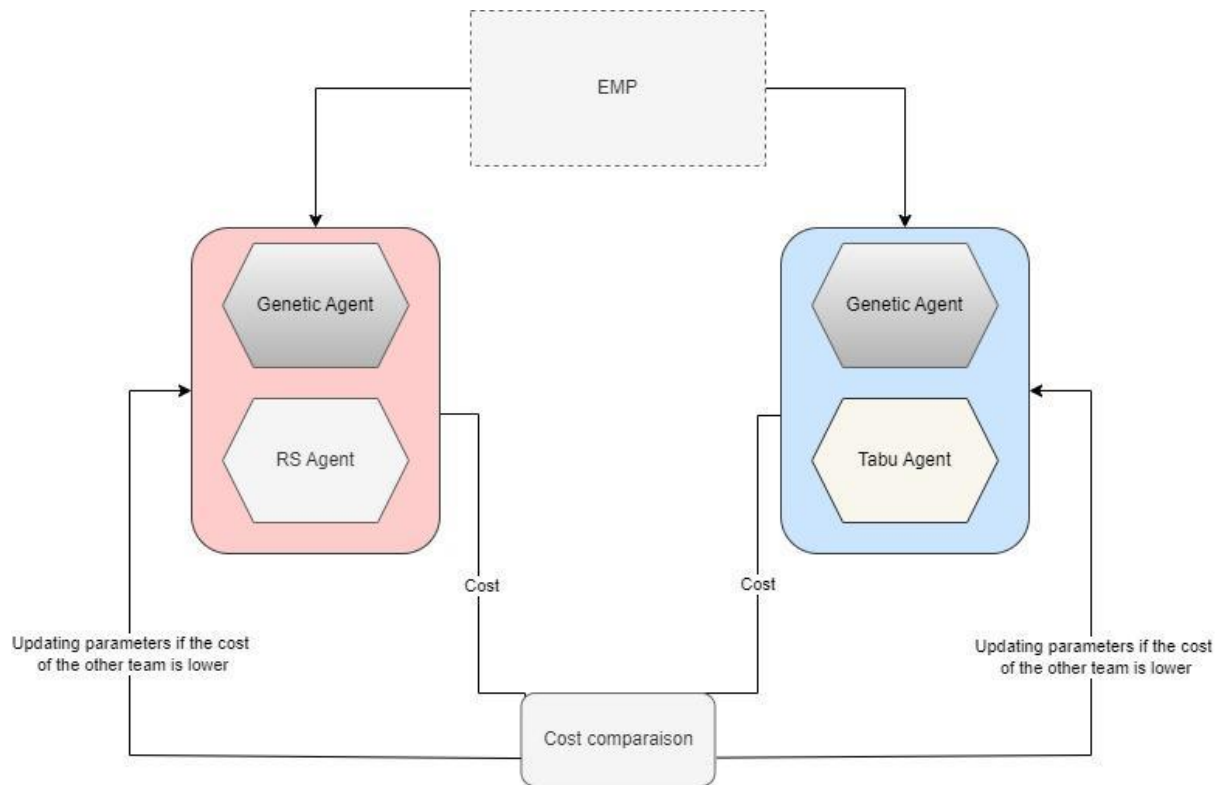 EMP
Genetic Agent
Genetic Agent
RS Agent
Tabu Agent
Cost
Cost
Updating parameters if the cost
of the other team is lower
Updating parameters if the cost
of the other team is lower
Cost comparaison